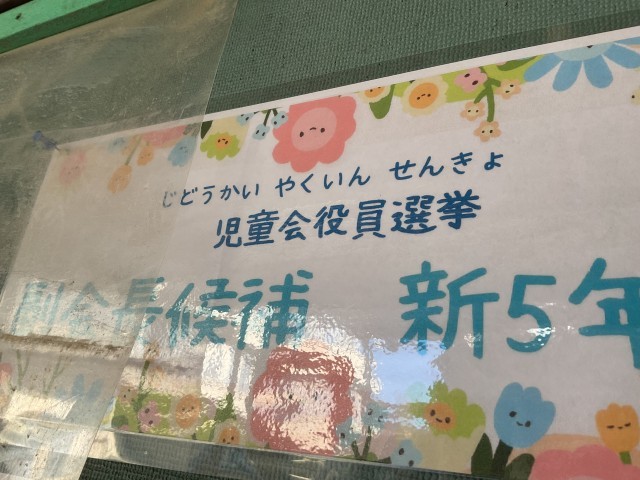 じどうかい やくいん せんきょ
児童会役員選挙
副会長候補 新5年